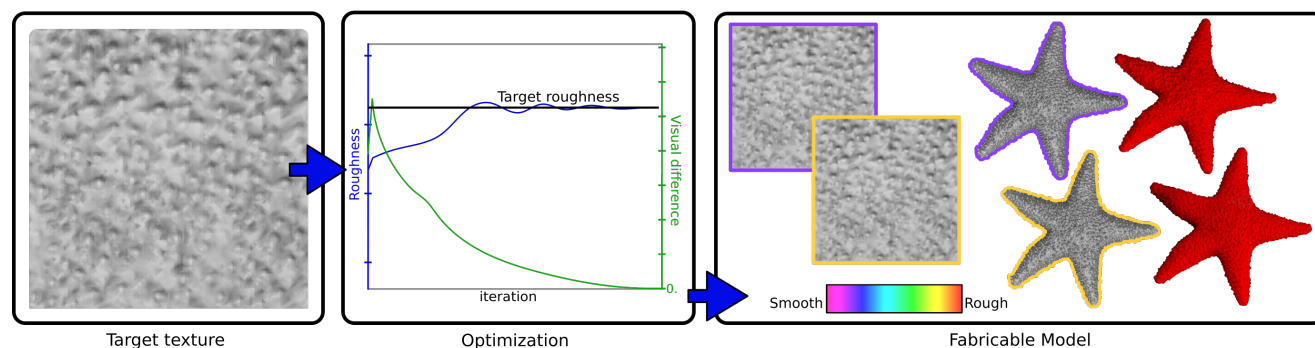 Target roughness
Roughness
Visual difference
0.
iteration
Smooth
Rough
Target texture
Optimization
Fabricable Model